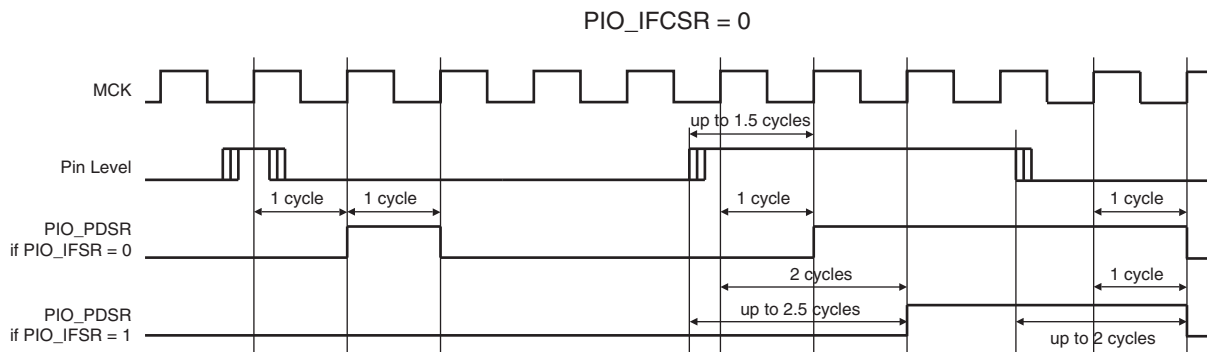 PIO_IFCSR = 0
MCK
up to 1.5 cycles
Pin Level
1 cycle
1 cycle
1 cycle
1 cycle
PIO_PDSR
if PIO_IFSR = 0
2 cycles
1 cycle
PIO_PDSR
if PIO_IFSR = 1
up to 2.5 cycles
up to 2 cycles